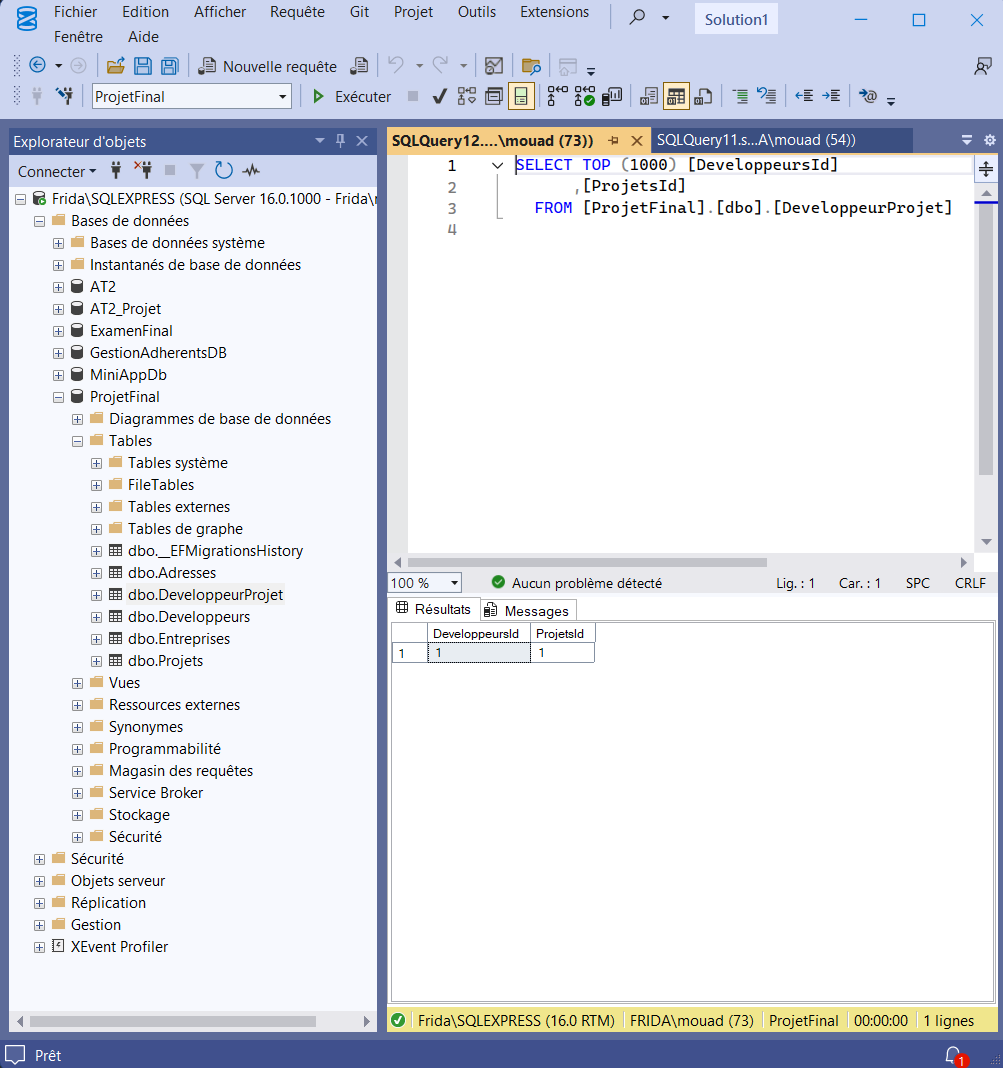 Fichier Edition Afficher Requête Git Projet Outils Extensions
Solution1
Fenêtre Aide
Nouvelle requête
ProjetFinal
Exécuter
Explorateur d'objets
Connecter
Frida\SQLEXPRESS (SQL Server 16.0.1000 - Frida\
Bases de données
Bases de données système
Instantanés de base de données
AT2
AT2_Projet
ExamenFinal
GestionAdherentsDB
MiniAppDb
ProjetFinal
Diagrammes de base de données
Tables
Tables système
FileTables
Tables externes
Tables de graphe
dbo.__EFMigrationsHistory
dbo.Adresses
dbo.DeveloppeurProjet
dbo.Developpeurs
dbo.Entreprises
dbo.Projets
Vues
Ressources externes
Synonymes
Programmabilité
Magasin des requêtes
Service Broker
Stockage
Sécurité
Sécurité
Objets serveur
Réplication
Gestion
XEvent Profiler
SQLQuery12....\mouad (73)) SQLQuery11.s...A\mouad (54))
1 SELECT TOP (1000) [DeveloppeursId]
2 ,[ProjetsId]
3 FROM [ProjetFinal].[dbo].[DeveloppeurProjet]
4
100 % Aucun problème détecté Lig. : 1 Car. : 1 SPC CRLF
Résultats Messages
DeveloppeursId ProjetsId
1 1 1
Frida\SQLEXPRESS (16.0 RTM) FRIDA\mouad (73) ProjetFinal 00:00:00 1 lignes
Prêt
1